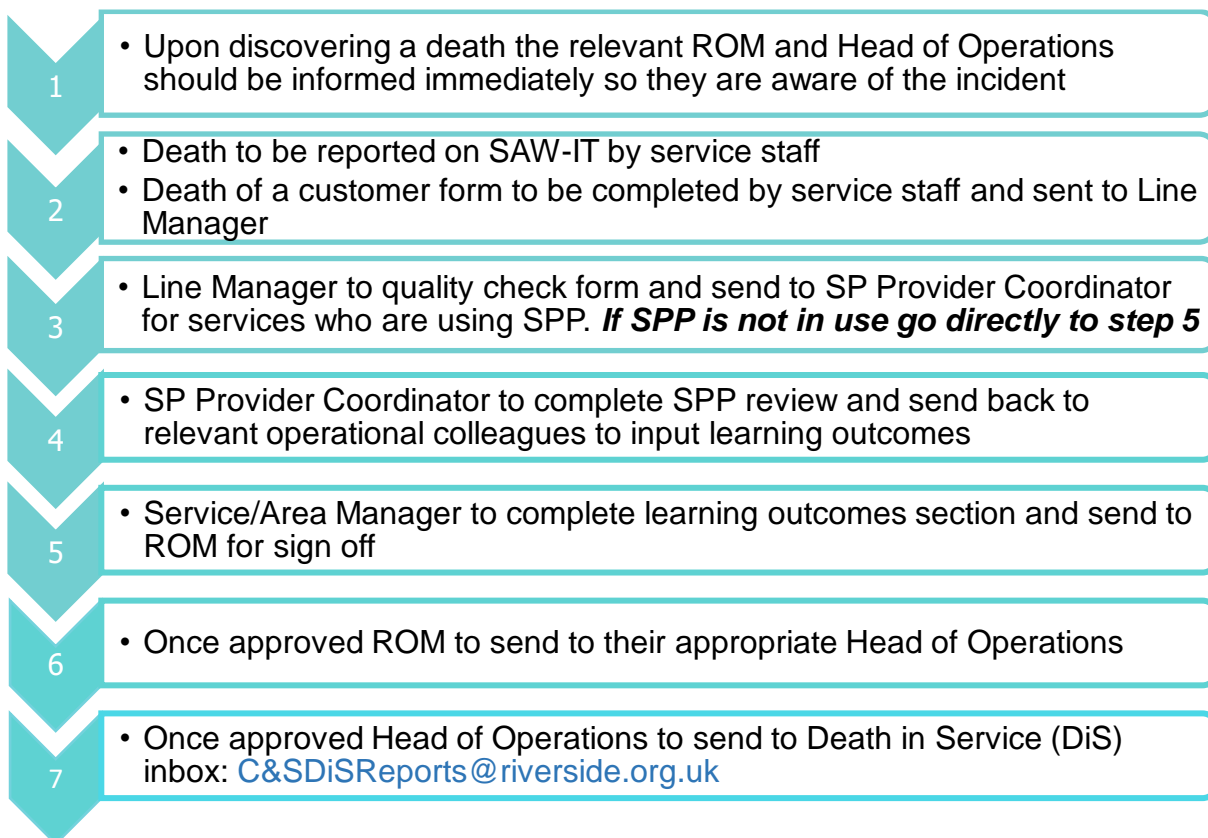 1
• Upon discovering a death the relevant ROM and Head of Operations
should be informed immediately so they are aware of the incident
2
• Death to be reported on SAW-IT by service staff
• Death of a customer form to be completed by service staff and sent to Line
Manager
3
• Line Manager to quality check form and send to SP Provider Coordinator
for services who are using SPP. If SPP is not in use go directly to step 5
4
• SP Provider Coordinator to complete SPP review and send back to
relevant operational colleagues to input learning outcomes
5
• Service/Area Manager to complete learning outcomes section and send to
ROM for sign off
6
• Once approved ROM to send to their appropriate Head of Operations
7
• Once approved Head of Operations to send to Death in Service (DiS)
inbox: C&SDiSReports@riverside.org.uk